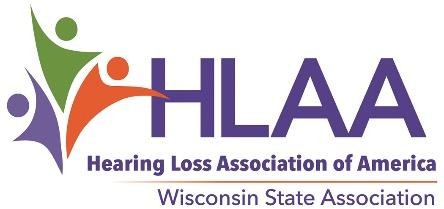 HLAA
Hearing Loss Association of America
Wisconsin State Association